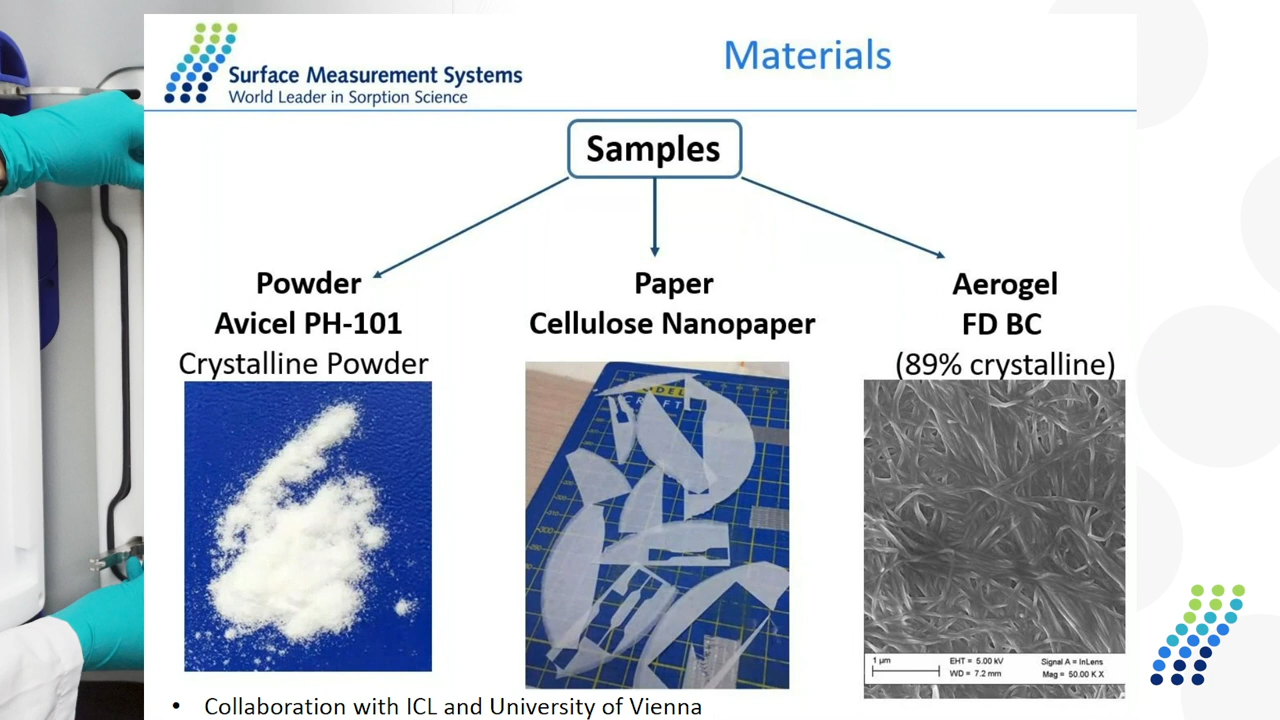 Surface Measurement Systems
World Leader in Sorption Science
Materials
Samples
Powder
Avicel PH-101
Crystalline Powder
Paper
Cellulose Nanopaper
Aerogel
FD BC
(89% crystalline)
MODEL
CRAFT
1 µm
EHT = 5.00 kV
WD = 7.2 mm
Signal A = InLens
Mag = 50.00 K X
• Collaboration with ICL and University of Vienna